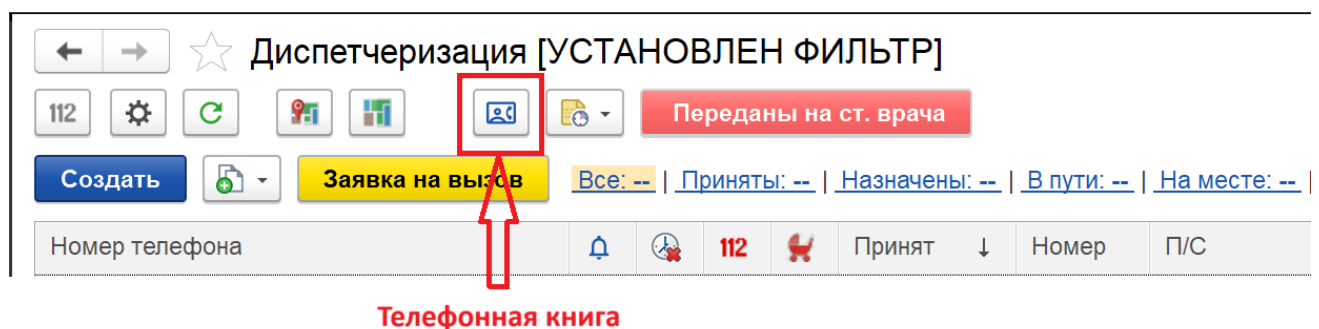 Диспетчеризация [УСТАНОВЛЕН ФИЛЬТР]
112 Переданы на ст. врача
Создать Заявка на вызов Все: -- | Приняты: -- | Назначены: -- | В пути: -- | На месте: -- |
Номер телефона 112 Принят ↓ Номер П/С
Телефонная книга